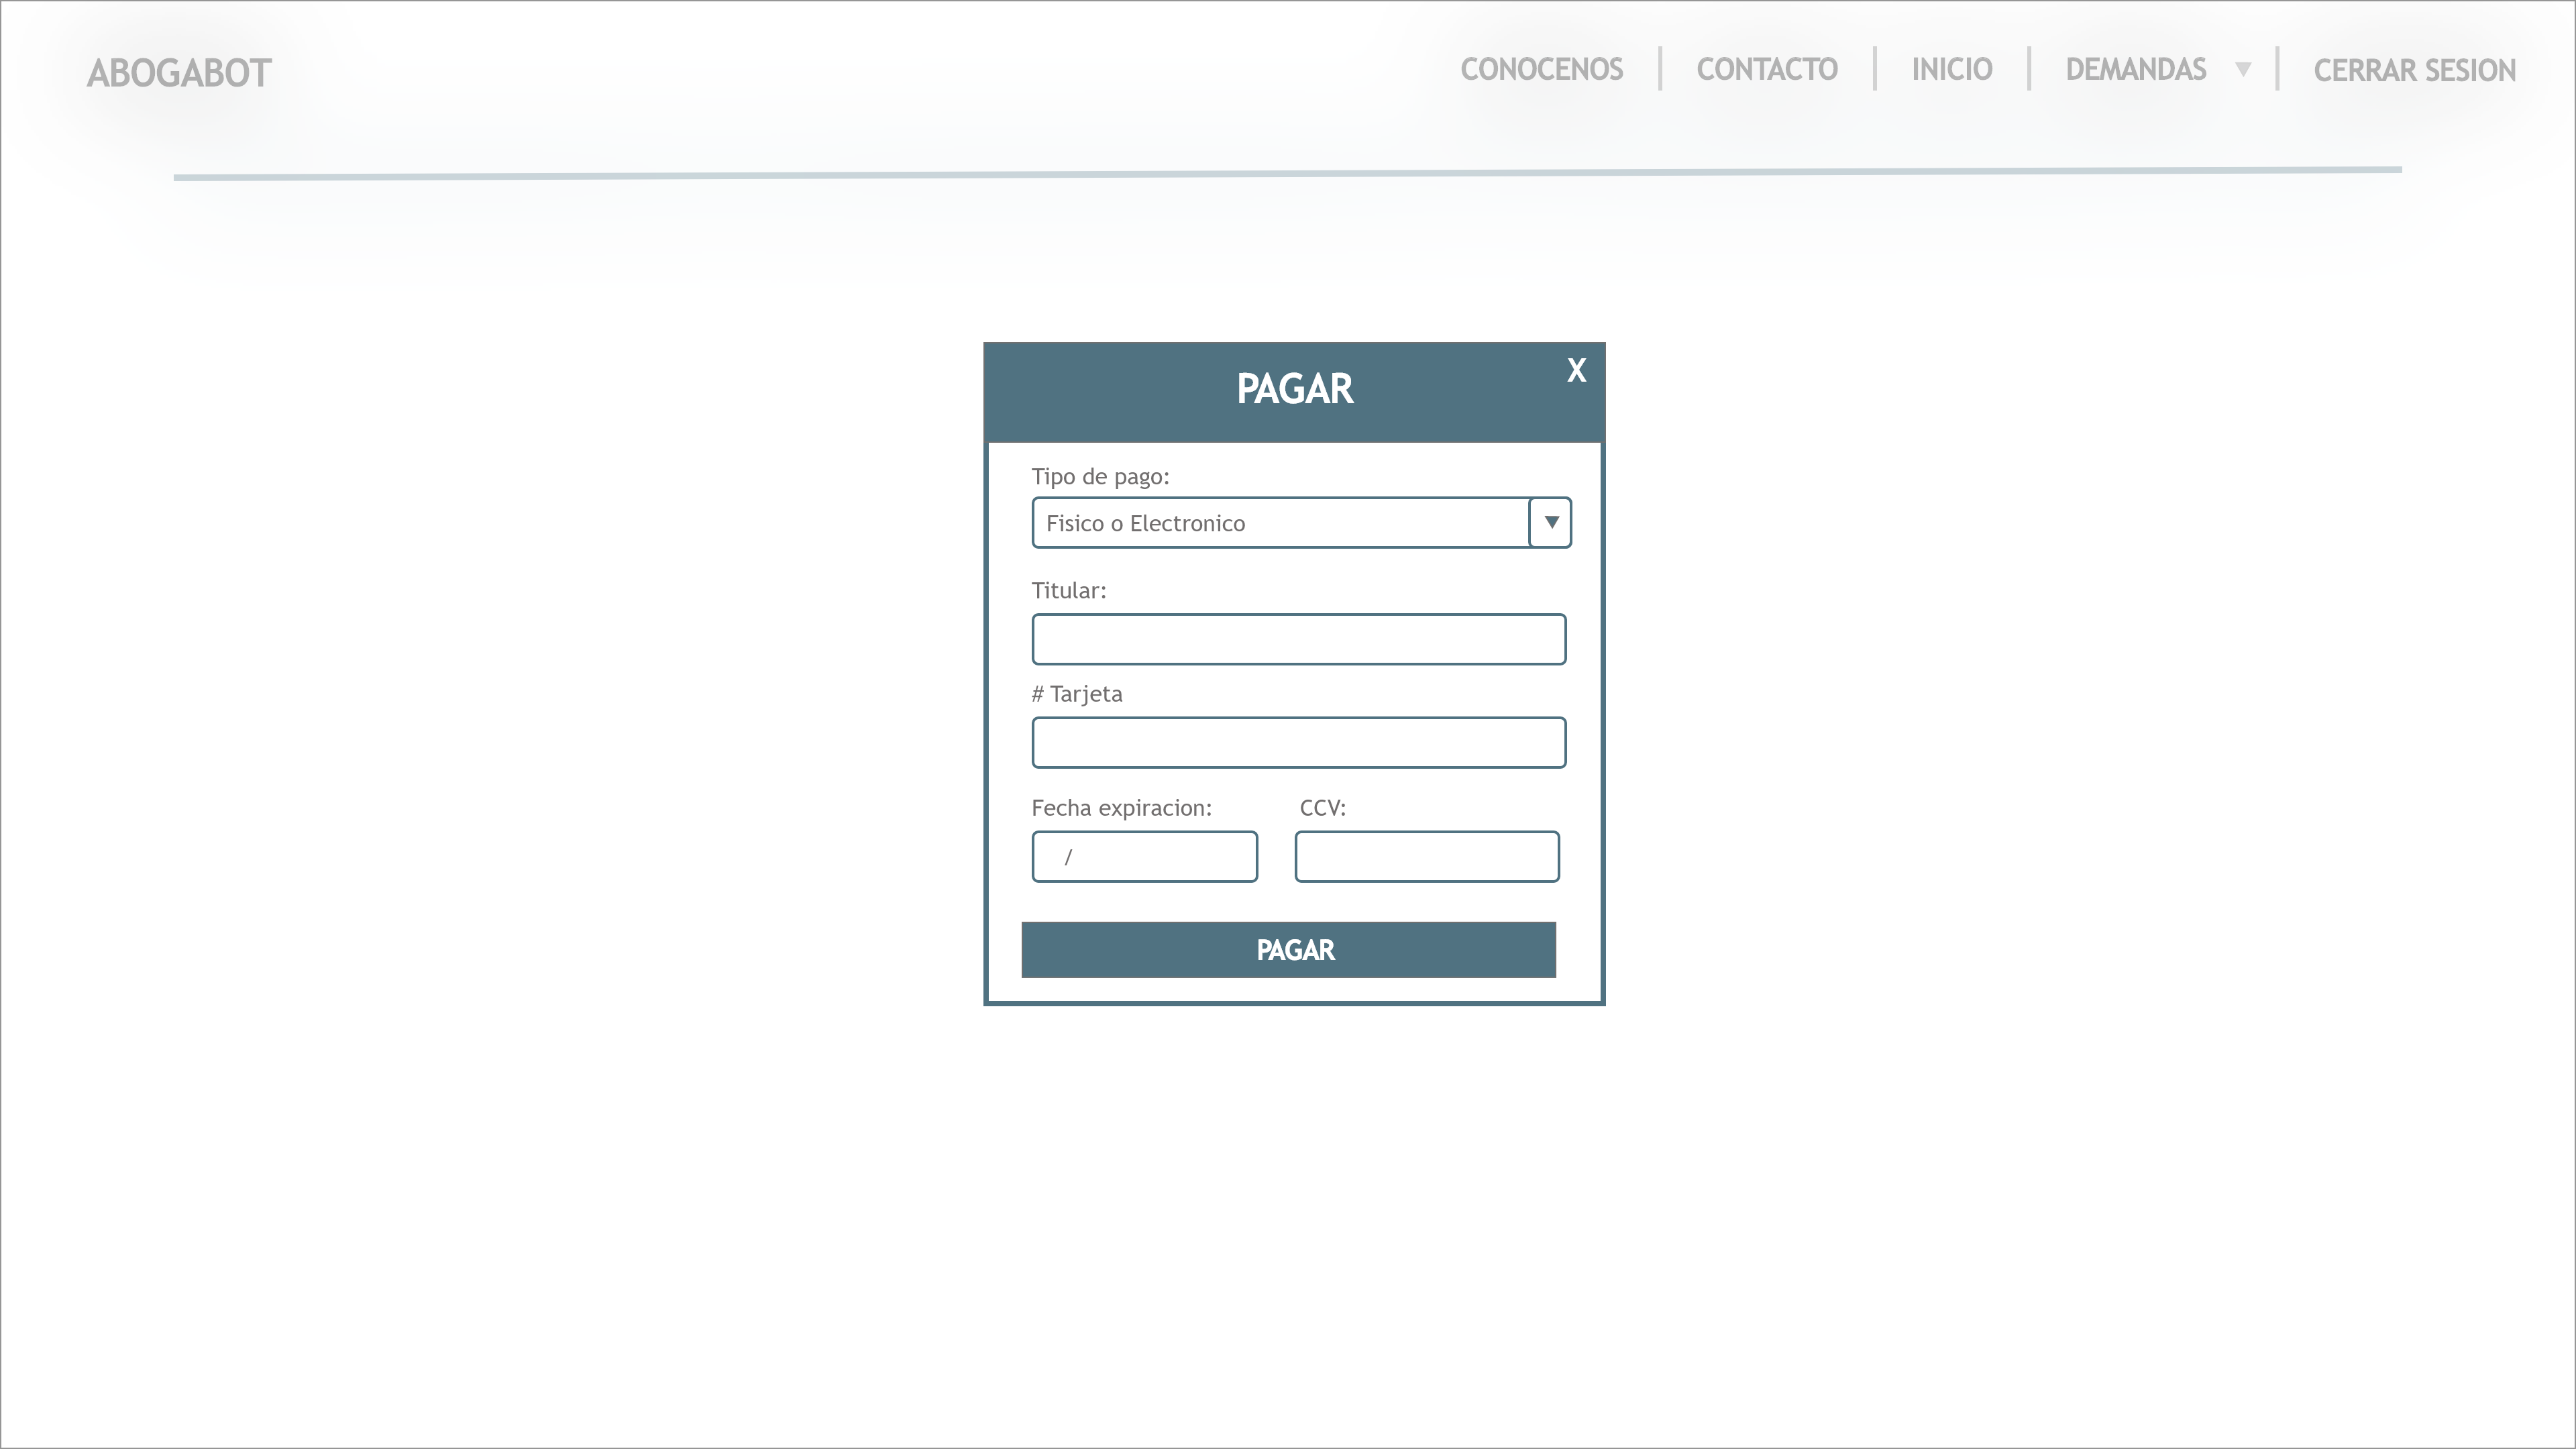 ABOGABOT
CONOCENOS | CONTACTO | INICIO | DEMANDAS ▼ | CERRAR SESION
PAGAR
X
Tipo de pago:
Fisico o Electronico
Titular:
# Tarjeta
Fecha expiracion: CCV:
/
PAGAR